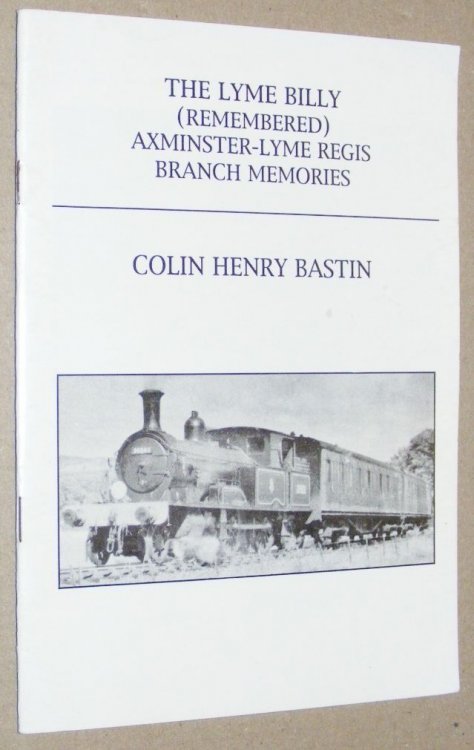 THE LYME BILLY
(REMEMBERED)
AXMINSTER-LYME REGIS
BRANCH MEMORIES
COLIN HENRY BASTIN